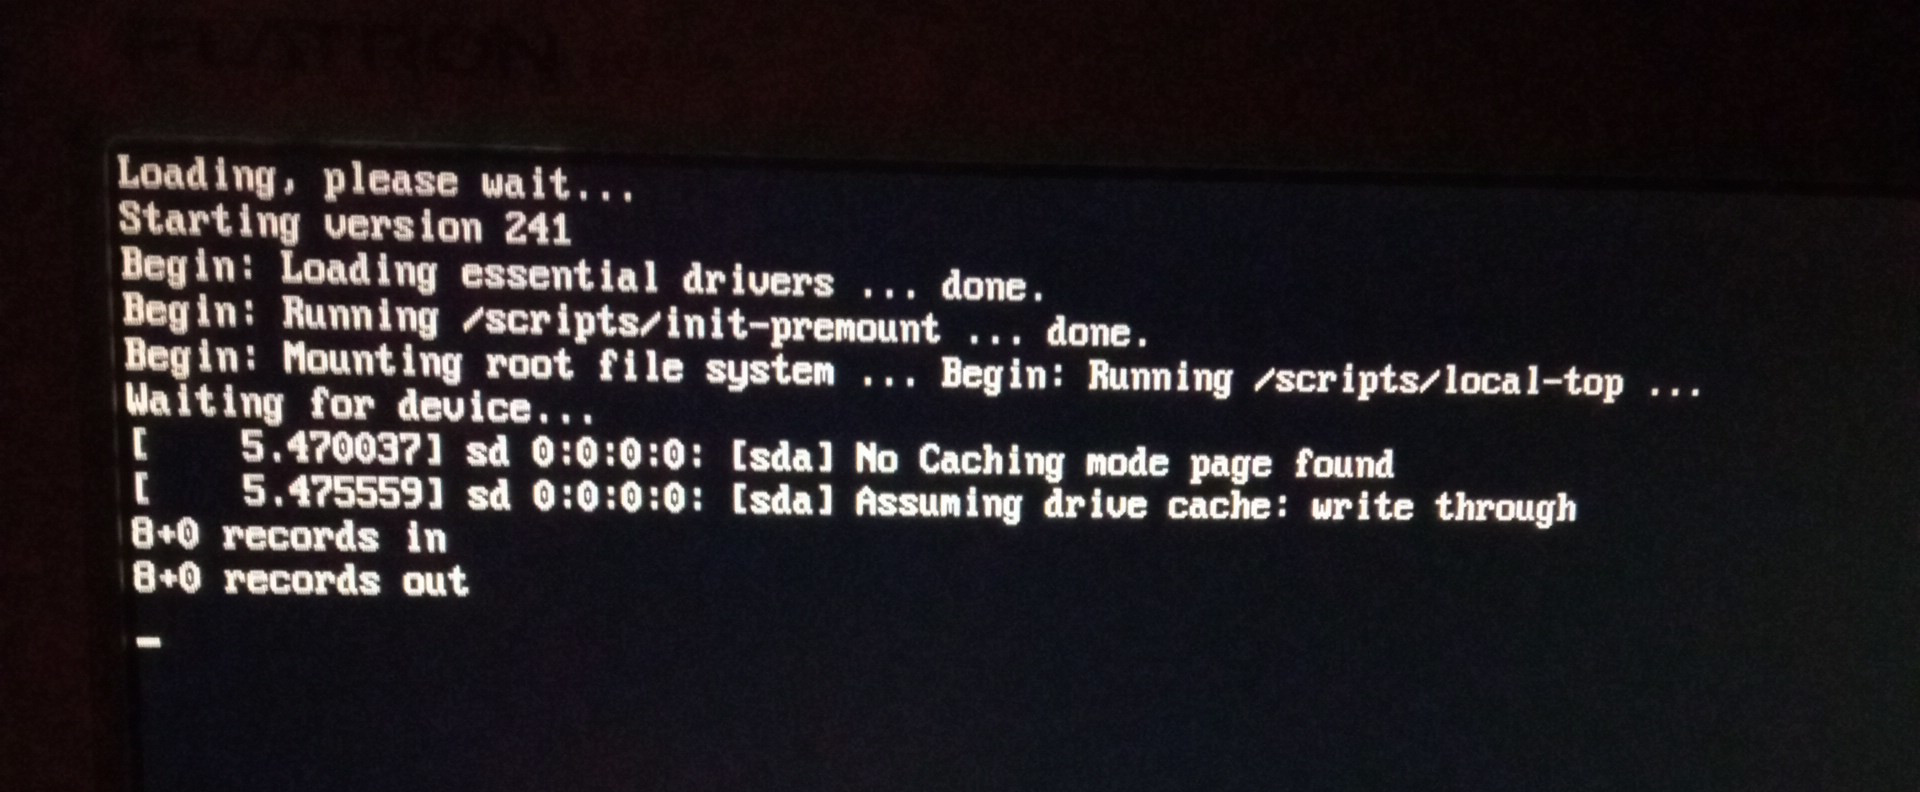 Loading, please wait...
Starting version 241
Begin: Loading essential drivers ... done.
Begin: Running /scripts/init-premount ... done.
Begin: Mounting root file system ... Begin: Running /scripts/local-top ...
Waiting for device...
[    5.470037] sd 0:0:0:0: [sda] No Caching mode page found
[    5.475559] sd 0:0:0:0: [sda] Assuming drive cache: write through
8+0 records in
8+0 records out